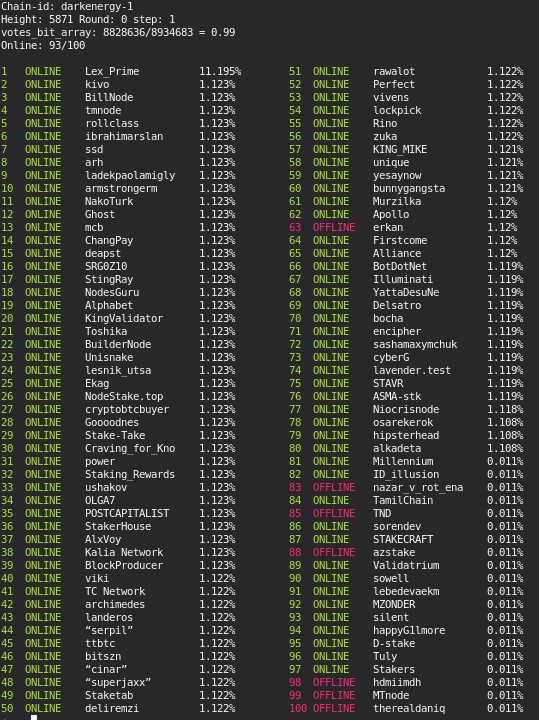 Chain-id: darkenergy-1
Height: 5871 Round: 0 step: 1
votes_bit_array: 8828636/8934683 = 0.99
Online: 93/100
1 ONLINE Lex_Prime 11.195% 51 ONLINE rawalot 1.122%
2 ONLINE kivo 1.123% 52 ONLINE Perfect 1.122%
3 ONLINE BillNode 1.123% 53 ONLINE vivens 1.122%
4 ONLINE tmnode 1.123% 54 ONLINE lockpick 1.122%
5 ONLINE rollclass 1.123% 55 ONLINE Rino 1.122%
6 ONLINE ibrahimarslan 1.123% 56 ONLINE zuka 1.122%
7 ONLINE ssd 1.123% 57 ONLINE KING_MIKE 1.121%
8 ONLINE arh 1.123% 58 ONLINE unique 1.121%
9 ONLINE ladekpaolamigly 1.123% 59 ONLINE yesaynow 1.121%
10 ONLINE armstrongerm 1.123% 60 ONLINE bunnygangsta 1.121%
11 ONLINE NakoTurk 1.123% 61 ONLINE Murzilka 1.12%
12 ONLINE Ghost 1.123% 62 ONLINE Apollo 1.12%
13 ONLINE mcb 1.123% 63 OFFLINE erkan 1.12%
14 ONLINE ChangPay 1.123% 64 ONLINE Firstcome 1.12%
15 ONLINE deapst 1.123% 65 ONLINE Alliance 1.12%
16 ONLINE SRG0Z10 1.123% 66 ONLINE BotDotNet 1.119%
17 ONLINE StingRay 1.123% 67 ONLINE Illuminati 1.119%
18 ONLINE NodesGuru 1.123% 68 ONLINE YattaDesuNe 1.119%
19 ONLINE Alphabet 1.123% 69 ONLINE Delsatro 1.119%
20 ONLINE KingValidator 1.123% 70 ONLINE bocha 1.119%
21 ONLINE Toshika 1.123% 71 ONLINE encipher 1.119%
22 ONLINE BuilderNode 1.123% 72 ONLINE sashamaxymchuk 1.119%
23 ONLINE Unisnake 1.123% 73 ONLINE cyberG 1.119%
24 ONLINE lesnik_utsa 1.123% 74 ONLINE lavender.test 1.119%
25 ONLINE Ekag 1.123% 75 ONLINE STAVR 1.119%
26 ONLINE NodeStake.top 1.123% 76 ONLINE ASMA-stk 1.119%
27 ONLINE cryptobtcbuyer 1.123% 77 ONLINE Niocrisnode 1.118%
28 ONLINE Goooodnes 1.123% 78 ONLINE osarekerok 1.108%
29 ONLINE Stake-Take 1.123% 79 ONLINE hipsterhead 1.108%
30 ONLINE Craving_for_Kno 1.123% 80 ONLINE alkadeta 1.108%
31 ONLINE power 1.123% 81 ONLINE Millennium 0.011%
32 ONLINE Staking_Rewards 1.123% 82 ONLINE ID_illusion 0.011%
33 ONLINE ushakov 1.123% 83 OFFLINE nazar_v_rot_ena 0.011%
34 ONLINE OLGA7 1.123% 84 ONLINE TamilChain 0.011%
35 ONLINE POSTCAPITALIST 1.123% 85 OFFLINE TND 0.011%
36 ONLINE StakerHouse 1.123% 86 ONLINE sorendev 0.011%
37 ONLINE AlxVoy 1.123% 87 ONLINE STAKECRAFT 0.011%
38 ONLINE Kalia Network 1.123% 88 OFFLINE azstake 0.011%
39 ONLINE BlockProducer 1.123% 89 ONLINE Validatrium 0.011%
40 ONLINE viki 1.122% 90 ONLINE sowell 0.011%
41 ONLINE TC Network 1.122% 91 ONLINE lebedevaekm 0.011%
42 ONLINE archimedes 1.122% 92 ONLINE MZONDER 0.011%
43 ONLINE landeros 1.122% 93 ONLINE silent 0.011%
44 ONLINE “serpil” 1.122% 94 ONLINE happyG1lmore 0.011%
45 ONLINE ttbtc 1.122% 95 ONLINE D-stake 0.011%
46 ONLINE bitszn 1.122% 96 ONLINE Tuly 0.011%
47 ONLINE “cinar” 1.122% 97 ONLINE Stakers 0.011%
48 ONLINE “superjaxx” 1.122% 98 OFFLINE hdmiimdh 0.011%
49 ONLINE Staketab 1.122% 99 OFFLINE MTnode 0.011%
50 ONLINE deliremzi 1.122% 100 OFFLINE therealdaniq 0.011%